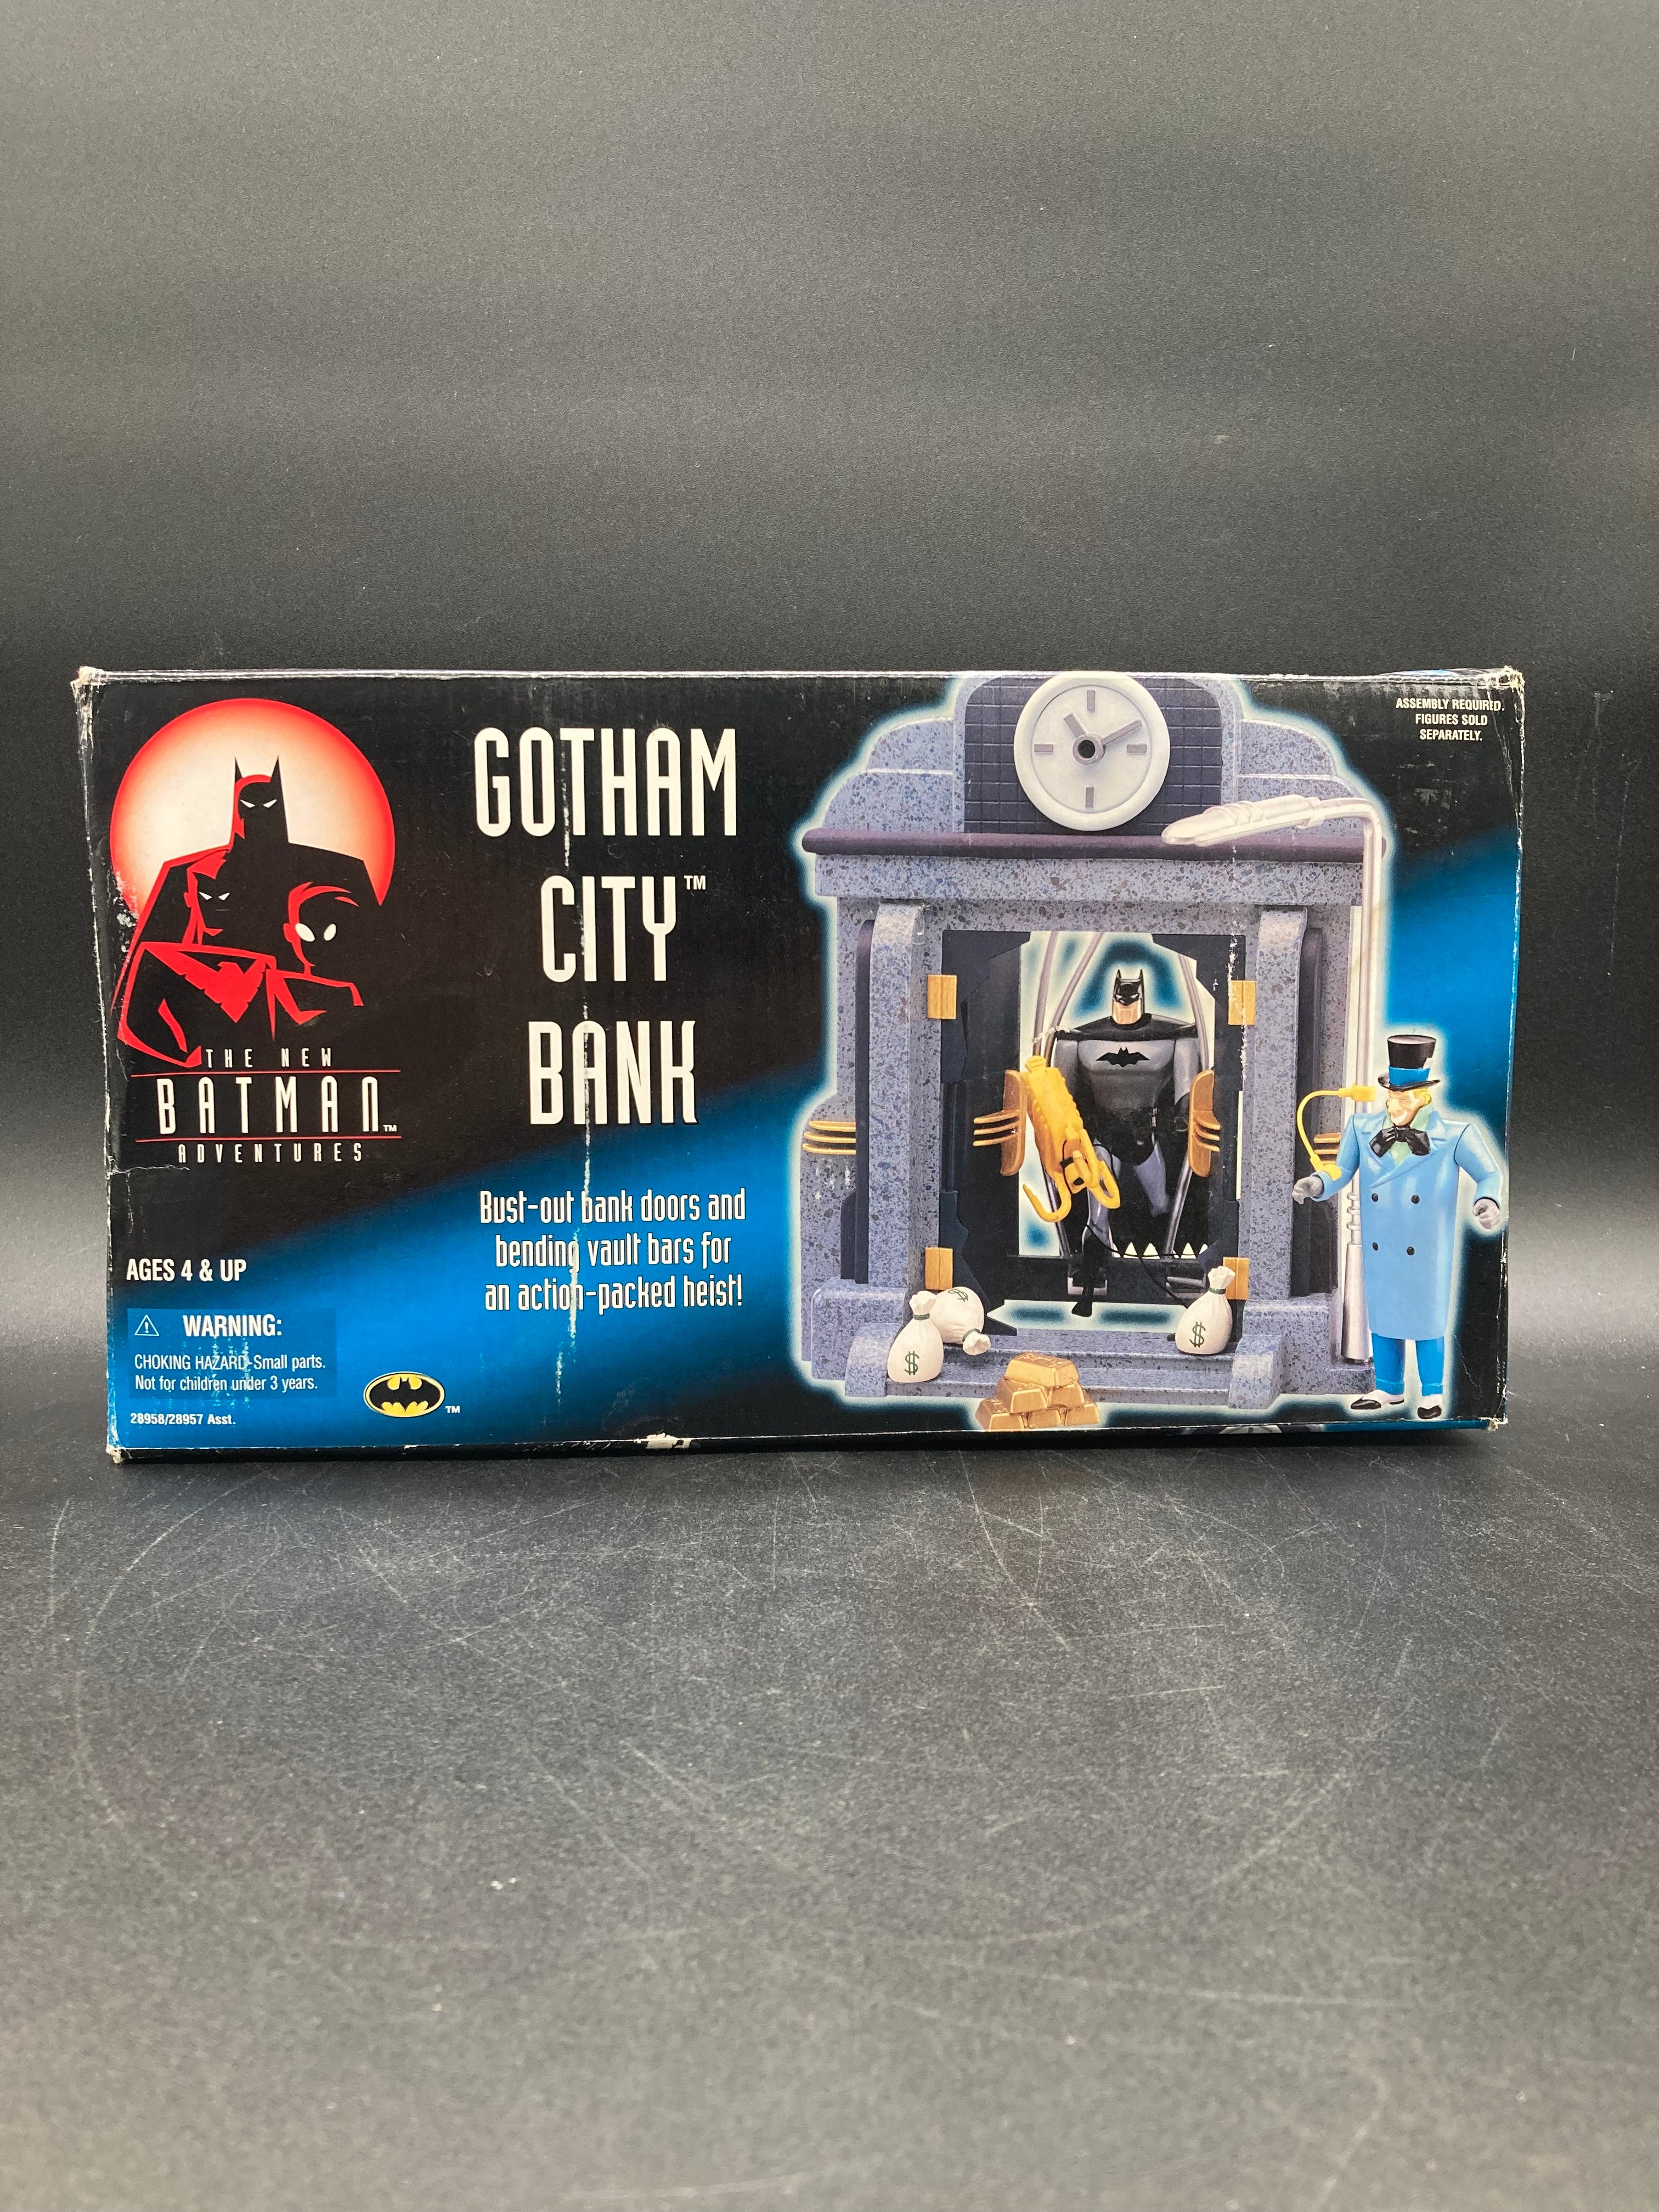 THE NEW
BATMAN™
ADVENTURES
GOTHAM
CITY™
BANK
Bust-out bank doors and
bending vault bars for
an action-packed heist!
AGES 4 & UP
⚠ WARNING:
CHOKING HAZARD-Small parts.
Not for children under 3 years.
28958/28957 Asst.
TM
ASSEMBLY REQUIRED.
FIGURES SOLD
SEPARATELY.
$
$
$